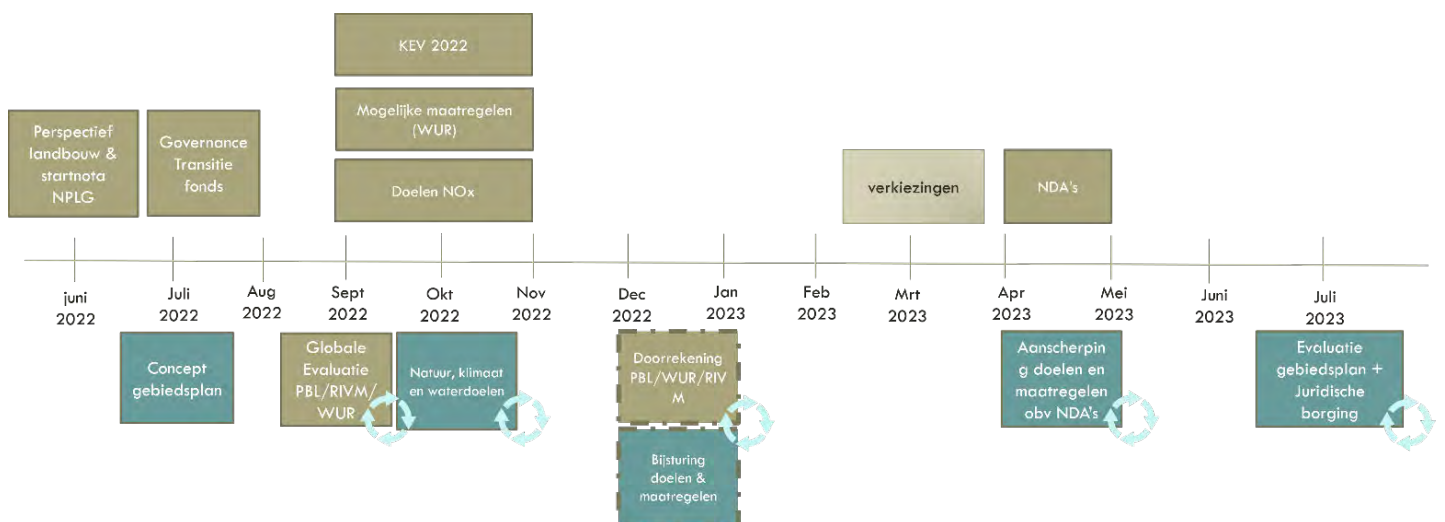 KEV 2022
Mogelijke maatregelen
(WUR)
Doelen NOx
Perspectief
landbouw &
startnota
NPLG
Governance
Transitie
fonds
verkiezingen
NDA's
juni
2022
Juli
2022
Aug
2022
Sept
2022
Okt
2022
Nov
2022
Dec
2022
Jan
2023
Feb
2023
Mrt
2023
Apr
2023
Mei
2023
Juni
2023
Juli
2023
Concept
gebiedsplan
Globale
Evaluatie
PBL/RIVM/
WUR
Natuur, klimaat
en waterdoelen
Doorrekening
PBL/WUR/RIV
M
Bijsturing
doelen &
maatregelen
Aanscherpin
g doelen en
maatregelen
obv NDA's
Evaluatie
gebiedsplan +
Juridische
borging